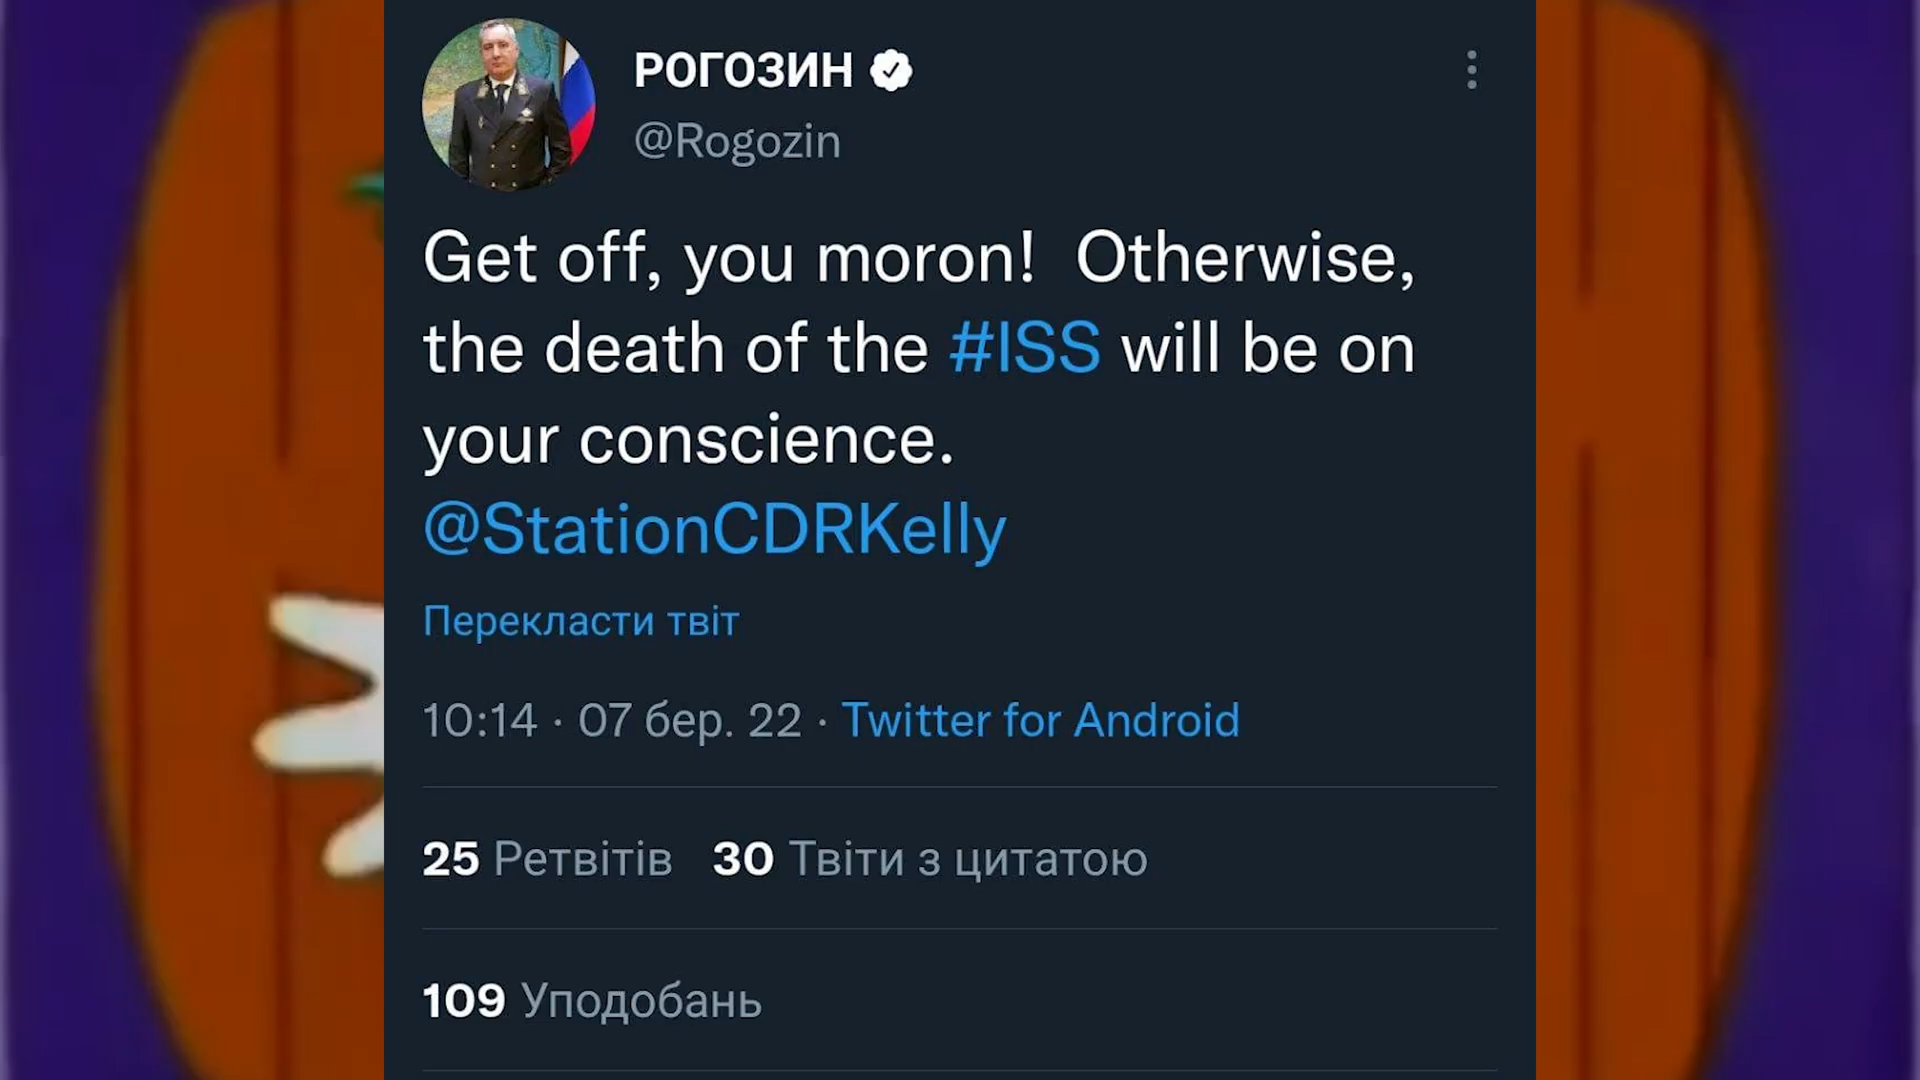 РОГОЗИН
@Rogozin
Get off, you moron!  Otherwise,
the death of the #ISS will be on
your conscience.
@StationCDRKelly
Перекласти твіт
10:14 · 07 бер. 22 · Twitter for Android
25 Ретвітів 30 Твіти з цитатою
109 Уподобань